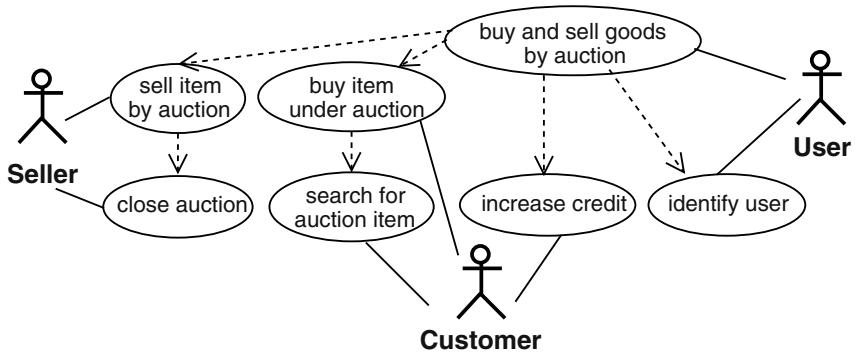 buy and sell goods
by auction
sell item
by auction
buy item
under auction
User
Seller
close auction
search for
auction item
increase credit
identify user
Customer